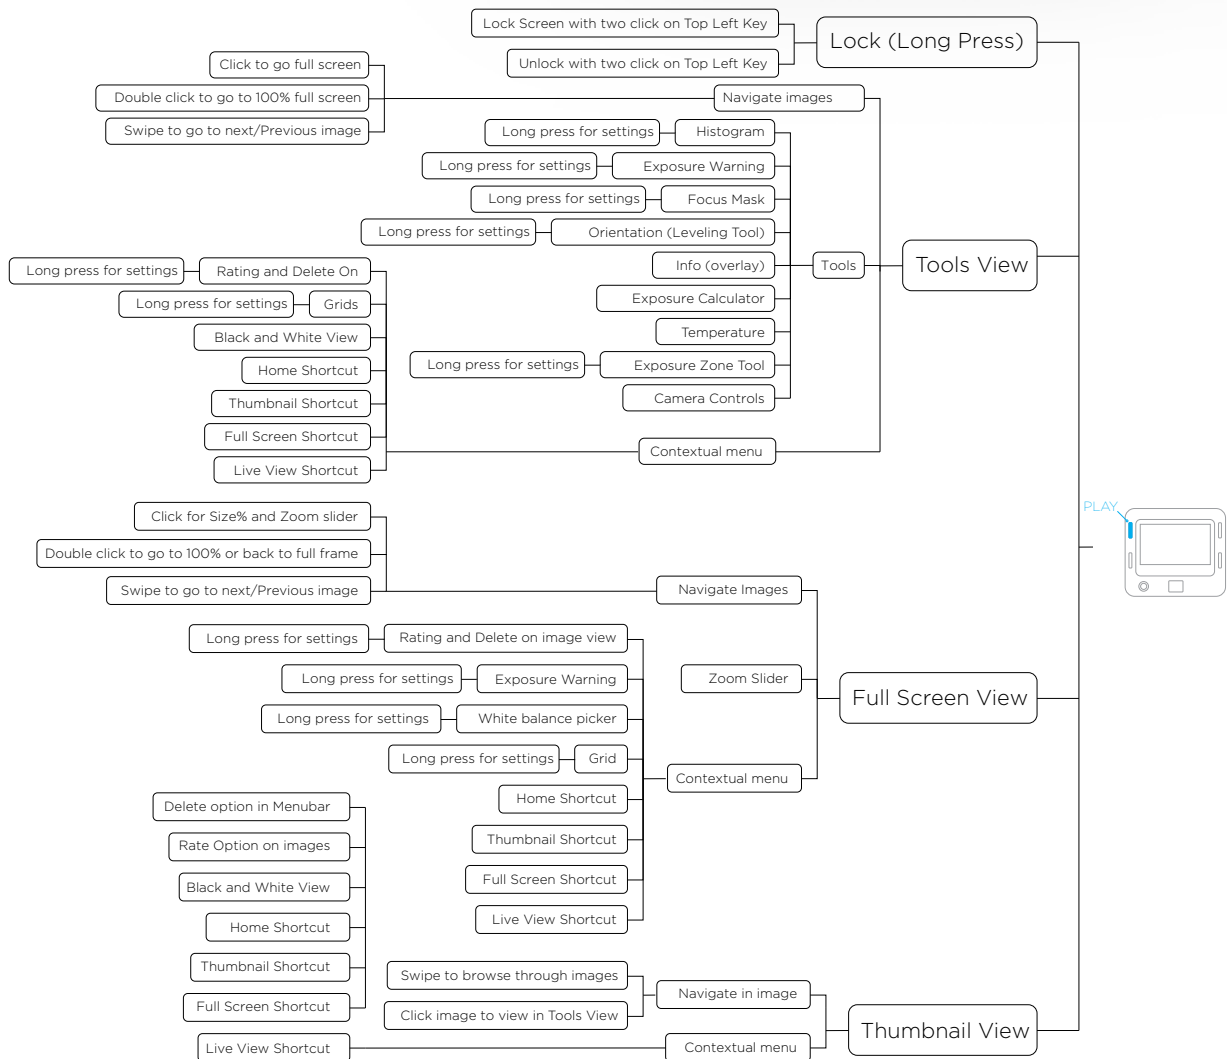 Lock Screen with two click on Top Left Key
Lock (Long Press)
Unlock with two click on Top Left Key
Click to go full screen
Double click to go to 100% full screen
Navigate images
Swipe to go to next/Previous image
Long press for settings
Histogram
Long press for settings
Exposure Warning
Long press for settings
Focus Mask
Long press for settings
Orientation (Leveling Tool)
Info (overlay)
Tools
Tools View
Long press for settings
Rating and Delete On
Exposure Calculator
Long press for settings
Grids
Temperature
Black and White View
Exposure Zone Tool
Long press for settings
Home Shortcut
Camera Controls
Thumbnail Shortcut
Full Screen Shortcut
Contextual menu
Live View Shortcut
PLAY
Click for Size% and Zoom slider
Double click to go to 100% or back to full frame
Swipe to go to next/Previous image
Navigate Images
Long press for settings
Rating and Delete on image view
Long press for settings
Exposure Warning
Zoom Slider
Full Screen View
Long press for settings
White balance picker
Long press for settings
Grid
Contextual menu
Home Shortcut
Thumbnail Shortcut
Full Screen Shortcut
Live View Shortcut
Delete option in Menubar
Rate Option on images
Black and White View
Home Shortcut
Thumbnail Shortcut
Full Screen Shortcut
Swipe to browse through images
Navigate in image
Click image to view in Tools View
Thumbnail View
Live View Shortcut
Contextual menu